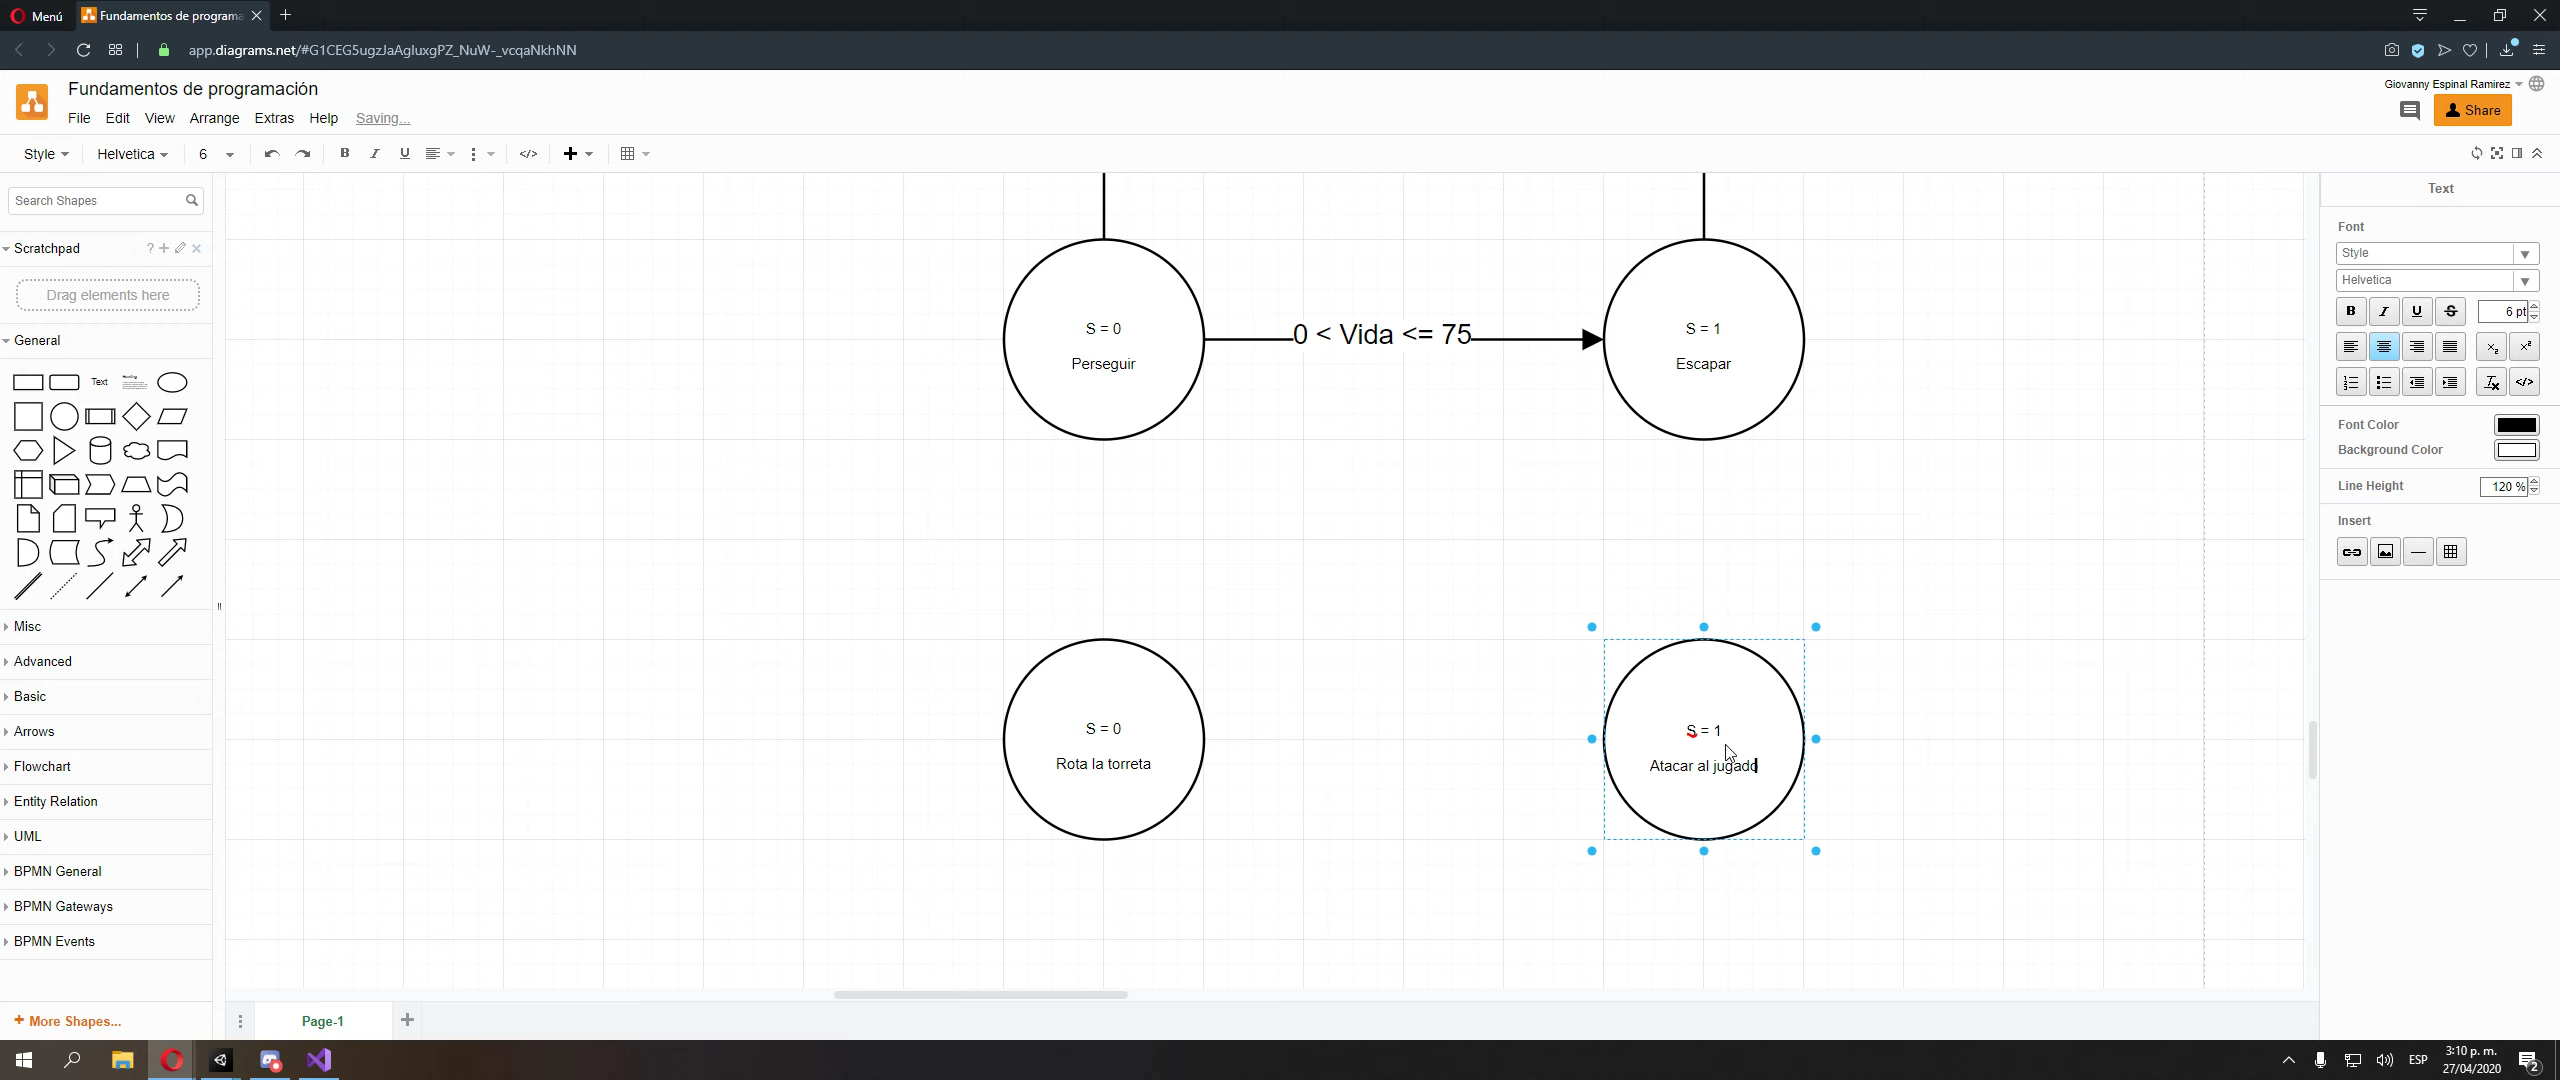 Menú
Fundamentos de programa
app.diagrams.net/#G1CEG5ugzJaAgluxgPZ_NuW-_vcqaNkhNN
Fundamentos de programación
Giovanny Espinal Ramirez
File Edit View Arrange Extras Help Saving...
Share
Style Helvetica 6 B I U
Search Shapes
Scratchpad
Drag elements here
General
Text
Heading
Misc
Advanced
Basic
Arrows
Flowchart
Entity Relation
UML
BPMN General
BPMN Gateways
BPMN Events
+ More Shapes...
S = 0
Perseguir
0 < Vida <= 75
S = 1
Escapar
S = 0
Rota la torreta
S = 1
Atacar al jugado
Page-1
Text
Font
Style
Helvetica
B I U S 6 pt
Font Color
Background Color
Line Height 120 %
Insert
ESP
3:10 p. m.
27/04/2020
2